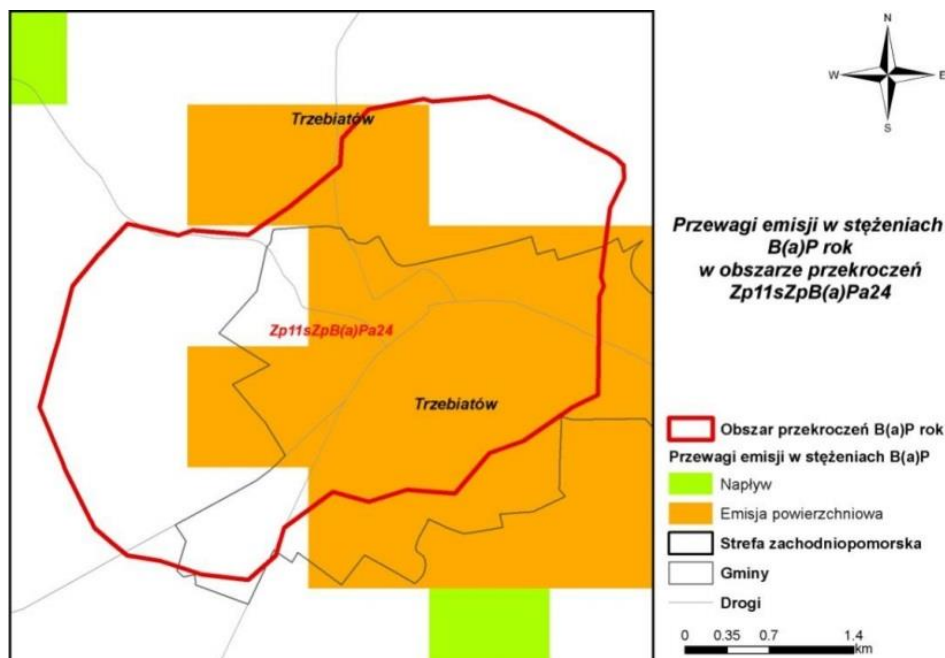 Trzebiatów
Zp11sZpB(a)Pa24
Trzebiatów
N
W
E
S
Przewagi emisji w stężeniach
B(a)P rok
w obszarze przekroczeń
Zp11sZpB(a)Pa24
Obszar przekroczeń B(a)P rok
Przewagi emisji w stężeniach B(a)P
Napływ
Emisja powierzchniowa
Strefa zachodniopomorska
Gminy
Drogi
0 0.35 0.7 1.4
km